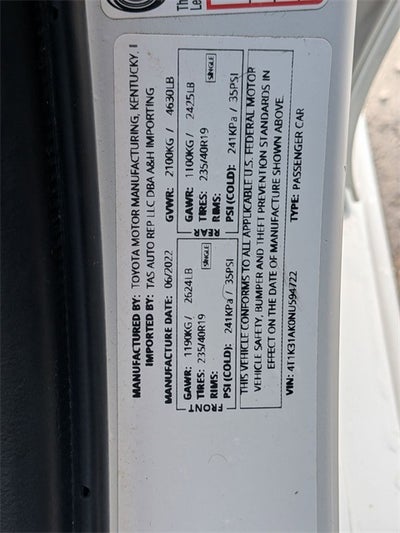 MANUFACTURED BY: TOYOTA MOTOR MANUFACTURING, KENTUCKY, I
IMPORTED BY: TAS AUTO REP LLC DBA A&H IMPORTING
MANUFACTURE DATE: 06/2022
GVWR: 2100KG / 4630LB
FRONT
GAWR: 1190KG / 2624LB
TIRES: 235/40R19
SINGLE
RIMS:
PSI (COLD): 241KPa / 35PSI
REAR
GAWR: 1100KG / 2425LB
TIRES: 235/40R19
SINGLE
RIMS:
PSI (COLD): 241KPa / 35PSI
THIS VEHICLE CONFORMS TO ALL APPLICABLE U.S. FEDERAL MOTOR
VEHICLE SAFETY, BUMPER AND THEFT PREVENTION STANDARDS IN
EFFECT ON THE DATE OF MANUFACTURE SHOWN ABOVE.
VIN: 4T1K31AK0NU594722
TYPE: PASSENGER CAR